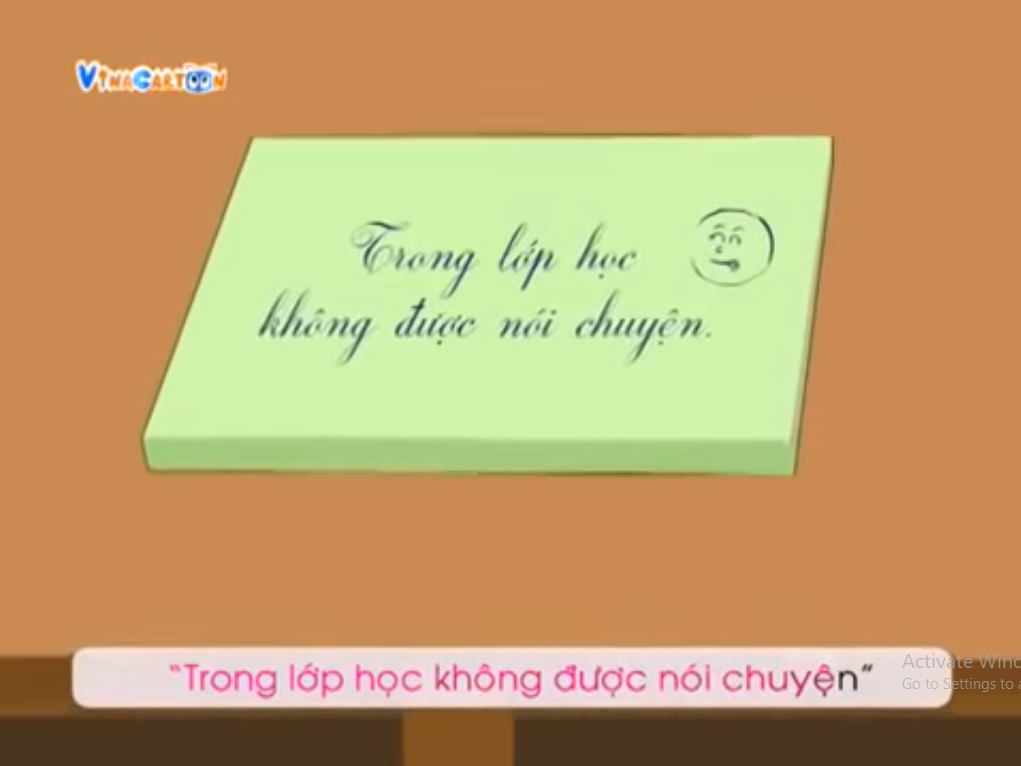 VINACARTOON
Trong lớp học
không được nói chuyện.
"Trong lớp học không được nói chuyện"
Activate Wind
Go to Settings to a